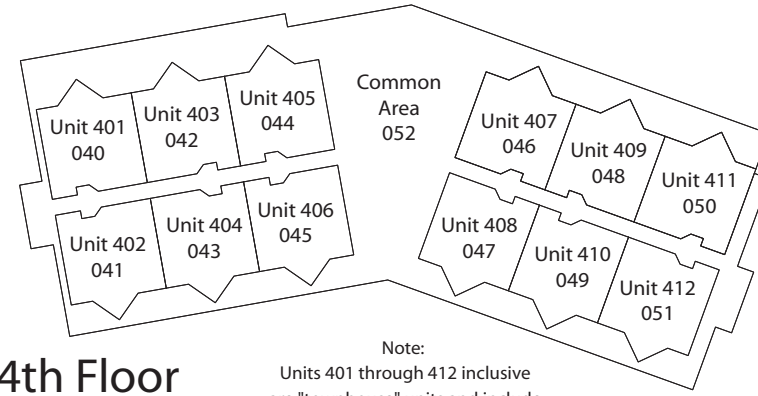 Common
Area
052
Unit 401
040
Unit 403
042
Unit 405
044
Unit 407
046
Unit 409
048
Unit 411
050
Unit 402
041
Unit 404
043
Unit 406
045
Unit 408
047
Unit 410
049
Unit 412
051
4th Floor
Note:
Units 401 through 412 inclusive